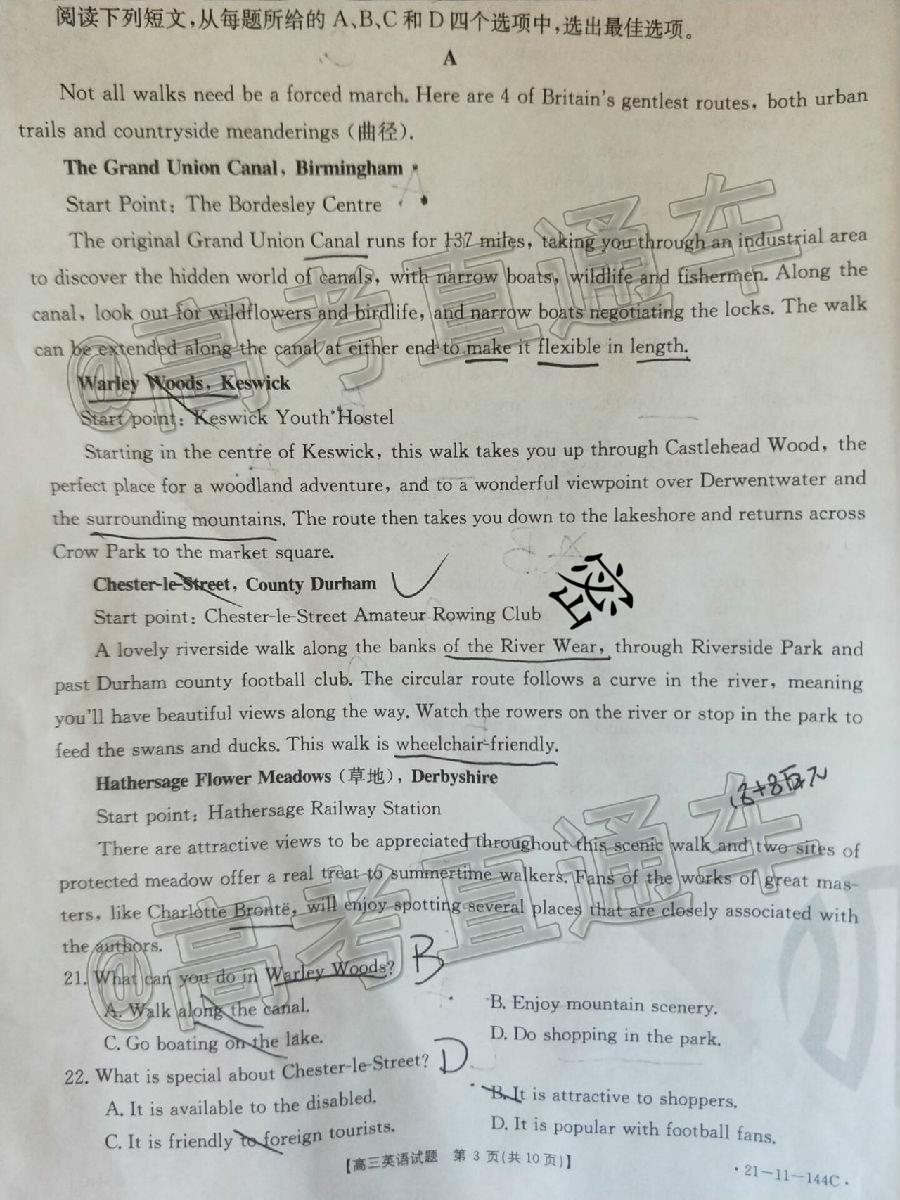 阅读下列短文,从每题所给的 A、B、C 和 D 四个选项中,选出最佳选项。
A
Not all walks need be a forced march. Here are 4 of Britain's gentlest routes, both urban
trails and countryside meanderings (曲径).
The Grand Union Canal, Birmingham
Start Point: The Bordesley Centre
The original Grand Union Canal runs for 137 miles, taking you through an industrial area
to discover the hidden world of canals, with narrow boats, wildlife and fishermen. Along the
canal, look out for wildflowers and birdlife, and narrow boats negotiating the locks. The walk
can be extended along the canal at either end to make it flexible in length.
Warley Woods, Keswick
Start point: Keswick Youth Hostel
Starting in the centre of Keswick, this walk takes you up through Castlehead Wood, the
perfect place for a woodland adventure, and to a wonderful viewpoint over Derwentwater and
the surrounding mountains. The route then takes you down to the lakeshore and returns across
Crow Park to the market square.
Chester-le-Street, County Durham
密
Start point: Chester-le-Street Amateur Rowing Club
A lovely riverside walk along the banks of the River Wear, through Riverside Park and
past Durham county football club. The circular route follows a curve in the river, meaning
you'll have beautiful views along the way. Watch the rowers on the river or stop in the park to
feed the swans and ducks. This walk is wheelchair-friendly.
Hathersage Flower Meadows (草地), Derbyshire
Start point: Hathersage Railway Station
There are attractive views to be appreciated throughout this scenic walk and two sites of
protected meadow offer a real treat to summertime walkers. Fans of the works of great mas-
ters, like Charlotte Brontë, will enjoy spotting several places that are closely associated with
the authors.
21. What can you do in Warley Woods? B
A. Walk along the canal.
B. Enjoy mountain scenery.
C. Go boating on the lake.
D. Do shopping in the park.
22. What is special about Chester-le-Street? D
A. It is available to the disabled.
B. It is attractive to shoppers.
C. It is friendly to foreign tourists.
D. It is popular with football fans.
【高三英语试题 第 3 页(共 10 页)】
·21-11-144C·
@高考直通车
@高考直通车